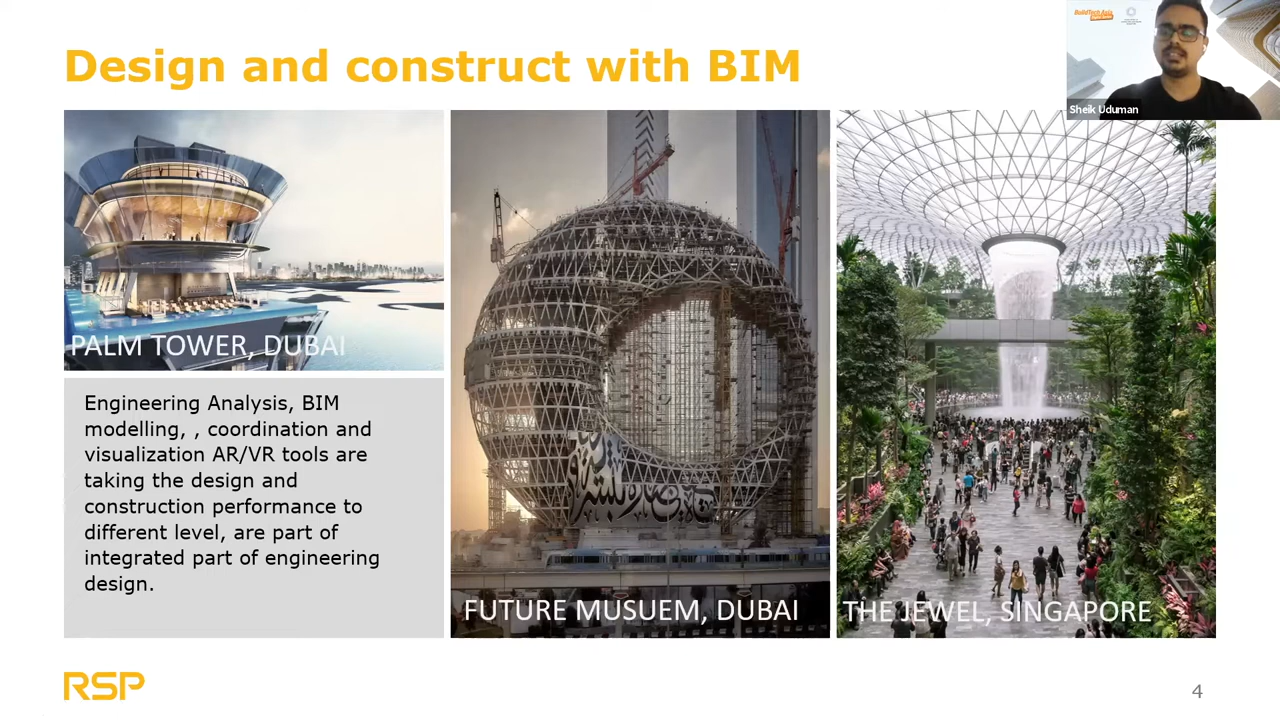 Design and construct with BIM
BuildTech Asia
Sheik Uduman
PALM TOWER, DUBAI
Engineering Analysis, BIM
modelling, , coordination and
visualization AR/VR tools are
taking the design and
construction performance to
different level, are part of
integrated part of engineering
design.
FUTURE MUSUEM, DUBAI
THE JEWEL, SINGAPORE
RSP
4